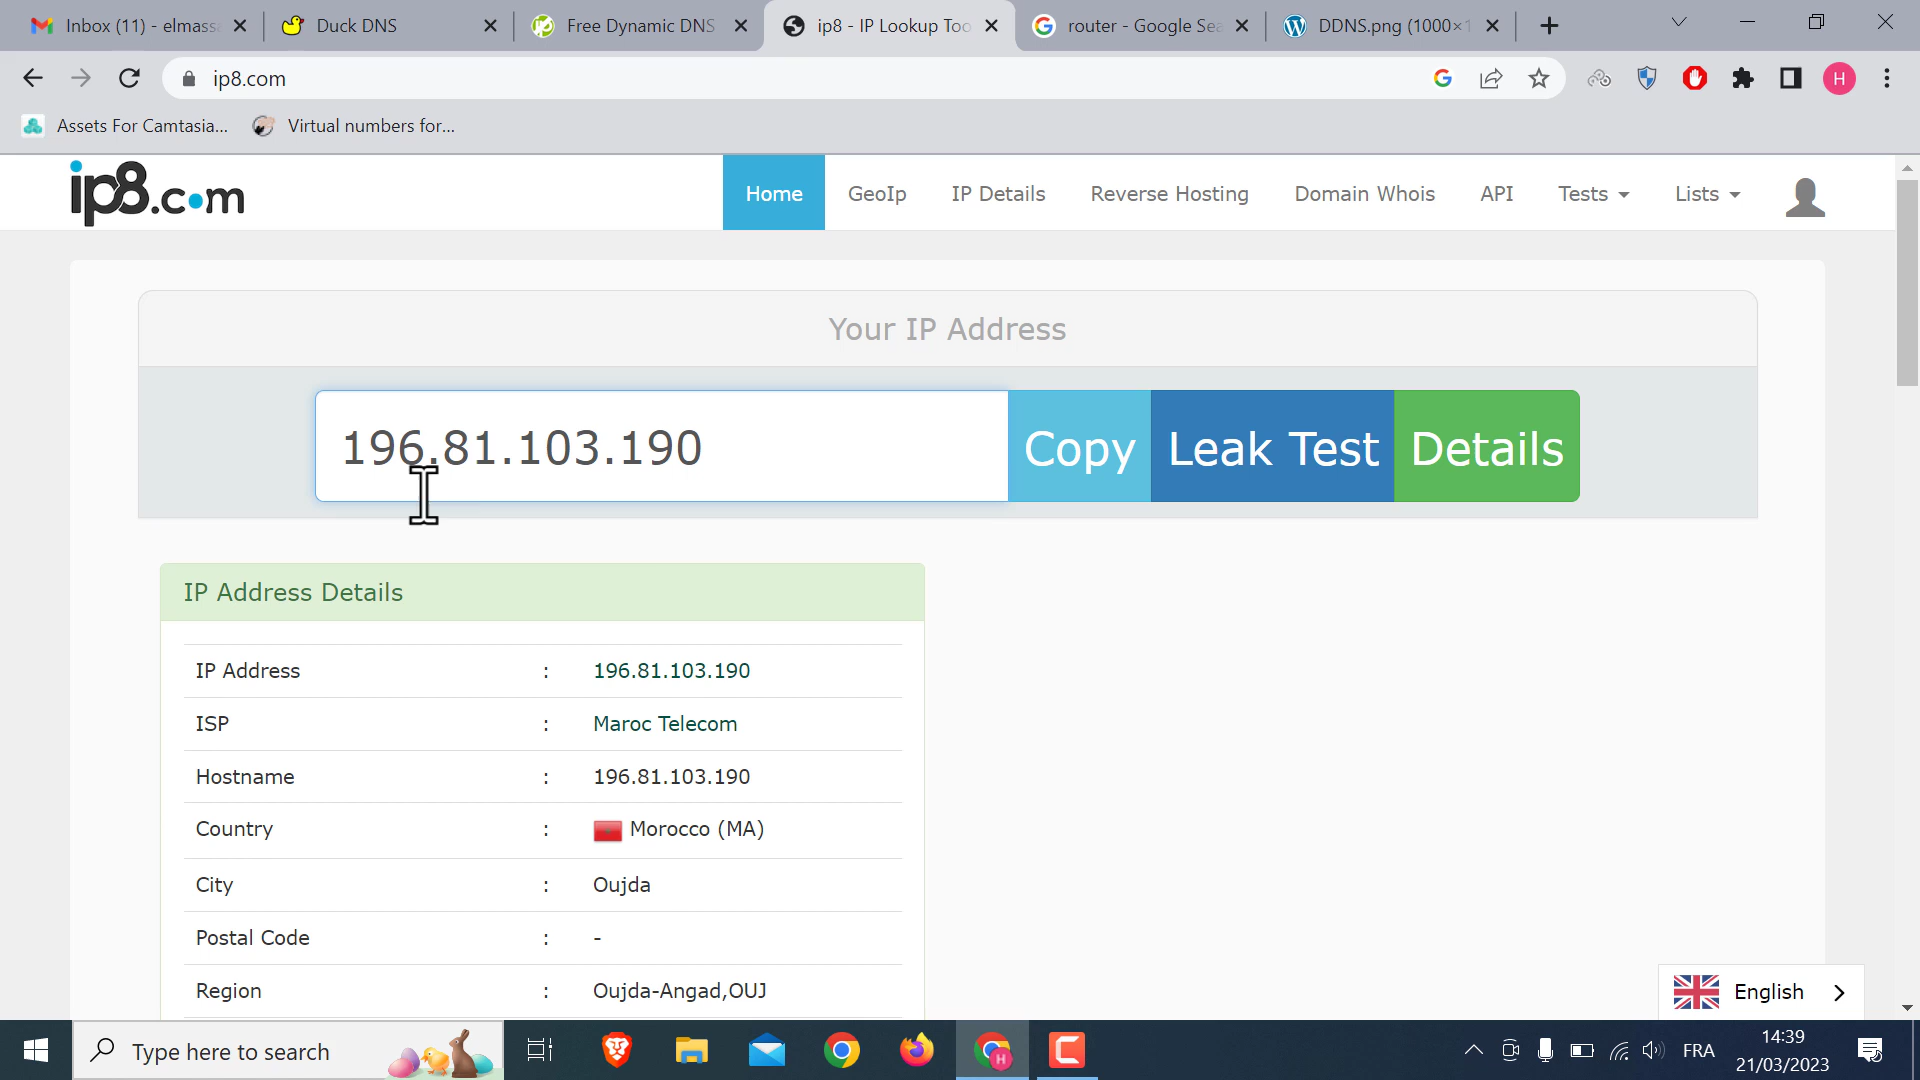 Inbox (11) - elmass
Duck DNS
Free Dynamic DNS
ip8 - IP Lookup Too
router - Google Sea
DDNS.png (1000×1
ip8.com
H
Assets For Camtasia...
Virtual numbers for...
ip8.com
Home
GeoIp
IP Details
Reverse Hosting
Domain Whois
API
Tests
Lists
Your IP Address
196.81.103.190
Copy
Leak Test
Details
IP Address Details
IP Address : 196.81.103.190
ISP : Maroc Telecom
Hostname : 196.81.103.190
Country : Morocco (MA)
City : Oujda
Postal Code : -
Region : Oujda-Angad,OUJ
English
Type here to search
H
FRA
14:39
21/03/2023